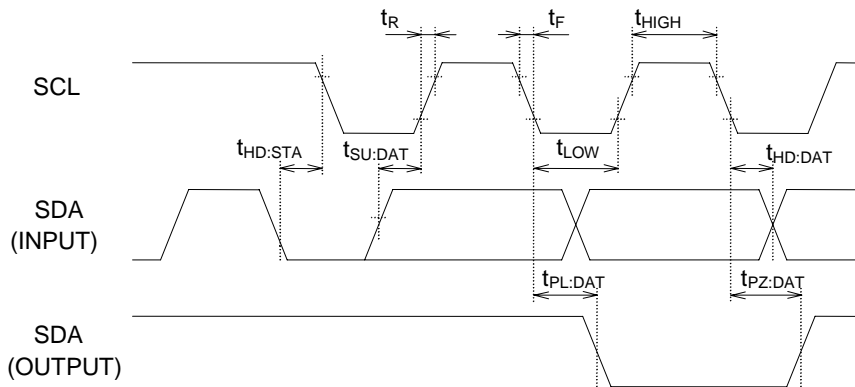 tR
tF
tHIGH
SCL
tHD:STA
tSU:DAT
tLOW
tHD:DAT
SDA
(INPUT)
tPL:DAT
tPZ:DAT
SDA
(OUTPUT)